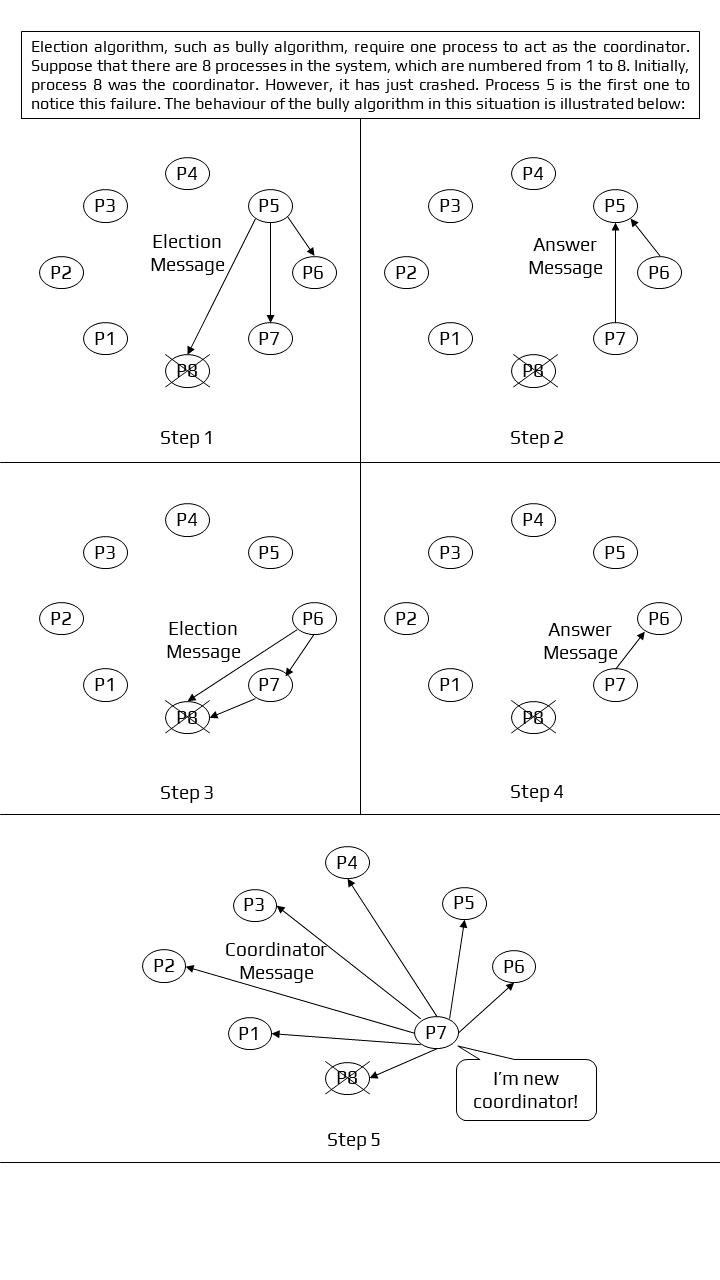 Election algorithm, such as bully algorithm, require one process to act as the coordinator.
Suppose that there are 8 processes in the system, which are numbered from 1 to 8. Initially,
process 8 was the coordinator. However, it has just crashed. Process 5 is the first one to
notice this failure. The behaviour of the bully algorithm in this situation is illustrated below:
P4
P3
P5
Election
Message
P2
P6
P1
P7
P8
Step 1
P4
P3
P5
Answer
Message
P2
P6
P1
P7
P8
Step 2
P4
P3
P5
P2
P6
Election
Message
P1
P7
P8
Step 3
P4
P3
P5
P2
P6
Answer
Message
P1
P7
P8
Step 4
P4
P3
P5
Coordinator
Message
P2
P6
P1
P7
P8
I'm new
coordinator!
Step 5